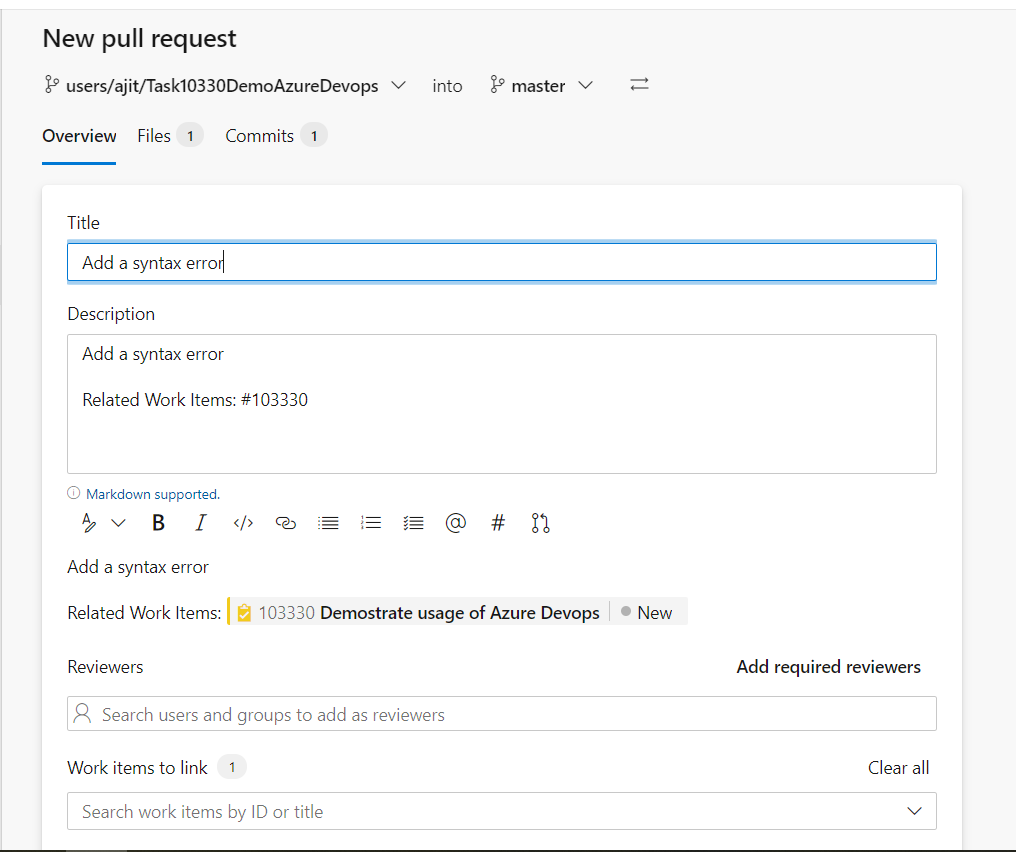 New pull request
users/ajit/Task10330DemoAzureDevops into master
Overview Files 1 Commits 1
Title
Add a syntax error
Description
Add a syntax error
Related Work Items: #103330
Markdown supported.
B I </> @ #
Add a syntax error
Related Work Items: 103330 Demostrate usage of Azure Devops New
Reviewers Add required reviewers
Search users and groups to add as reviewers
Work items to link 1 Clear all
Search work items by ID or title